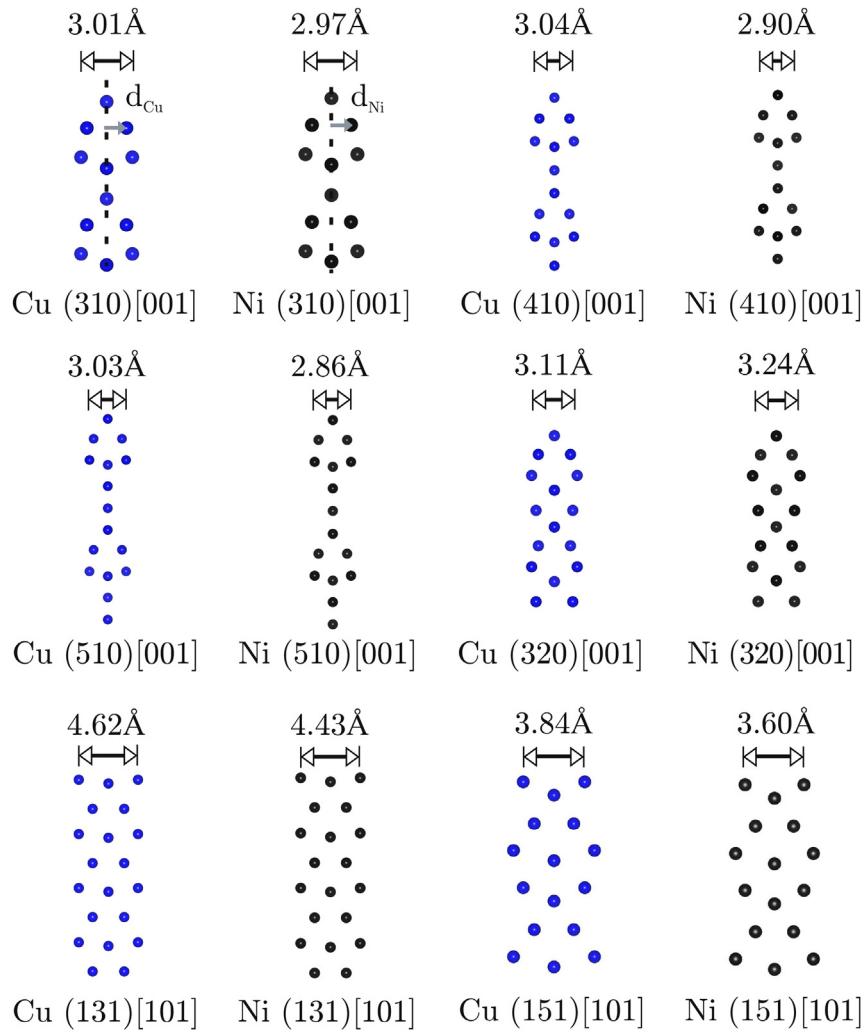 3.01Å 2.97Å 3.04Å 2.90Å
d_Cu d_Ni
Cu (310)[001] Ni (310)[001] Cu (410)[001] Ni (410)[001]
3.03Å 2.86Å 3.11Å 3.24Å
Cu (510)[001] Ni (510)[001] Cu (320)[001] Ni (320)[001]
4.62Å 4.43Å 3.84Å 3.60Å
Cu (131)[101] Ni (131)[101] Cu (151)[101] Ni (151)[101]